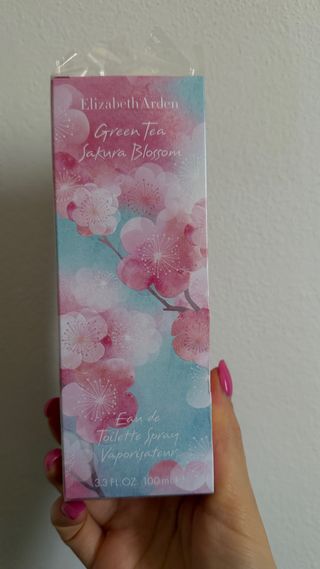 Elizabeth Arden
Green Tea
Sakura Blossom
Eau de
Toilette Spray
Vaporisateur
3.3 FL.OZ. 100 ml ℮